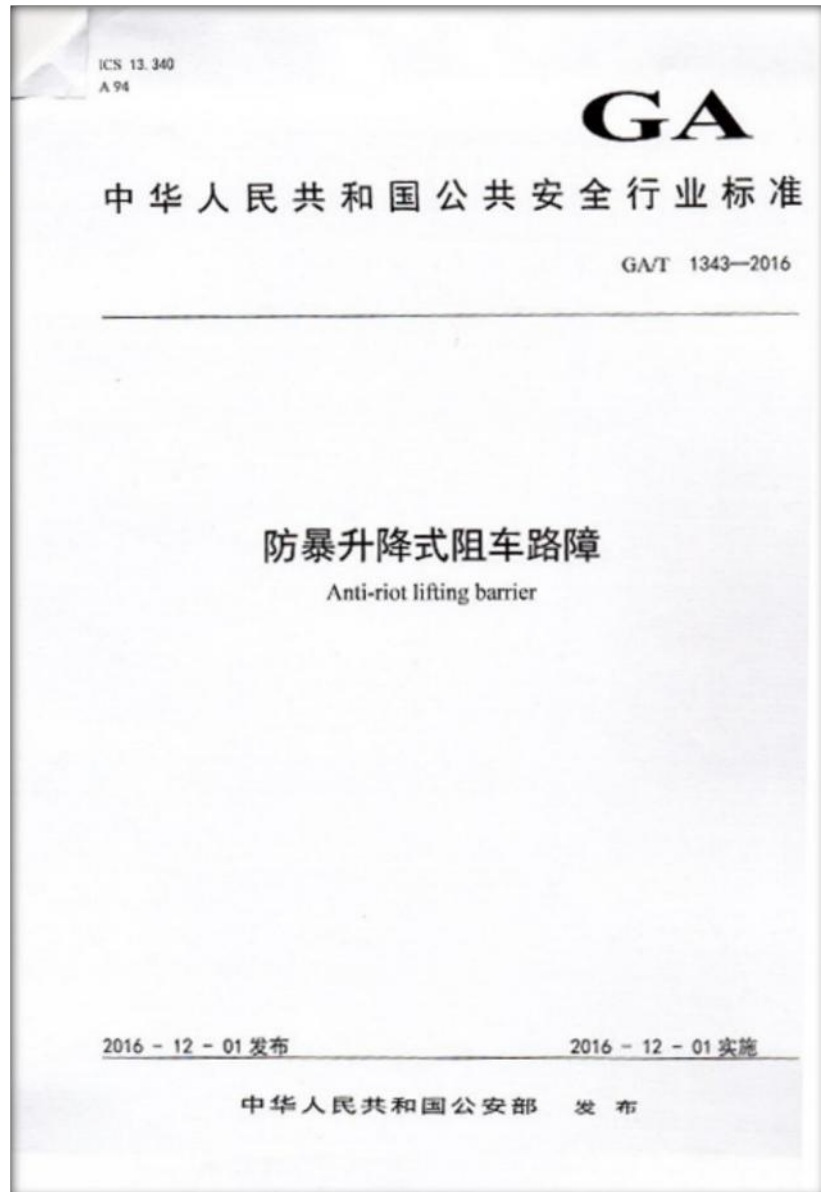 ICS 13.340
A 94
GA
中华人民共和国公共安全行业标准
GA/T 1343—2016
防暴升降式阻车路障
Anti-riot lifting barrier
2016 - 12 - 01 发布
2016 - 12 - 01 实施
中华人民共和国公安部 发 布